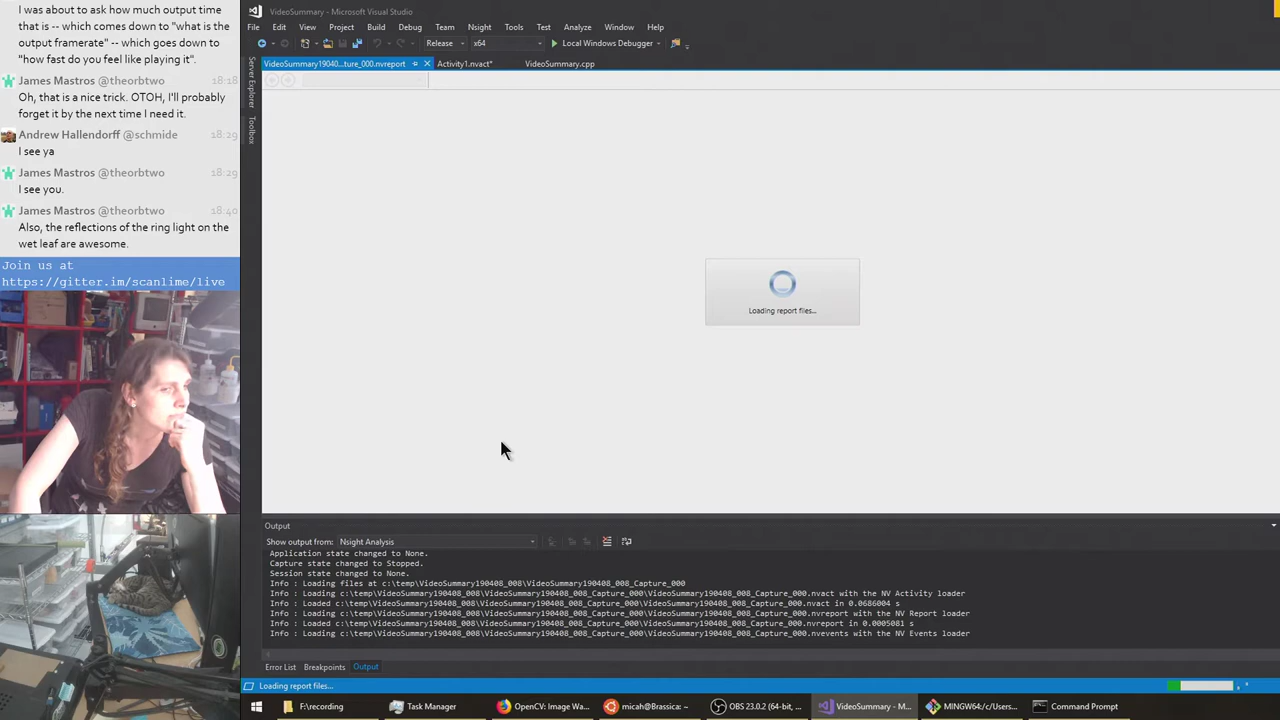 I was about to ask how much output time
that is -- which comes down to "what is the
output framerate" -- which goes down to
"how fast do you feel like playing it".
James Mastros @theorbtwo 18:18
Oh, that is a nice trick. OTOH, I'll probably
forget it by the next time I need it.
Andrew Hallendorff @schmide 18:29
I see ya
James Mastros @theorbtwo 18:29
I see you.
James Mastros @theorbtwo 18:40
Also, the reflections of the ring light on the
wet leaf are awesome.
Join us at
https://gitter.im/scanlime/live
VideoSummary - Microsoft Visual Studio
File Edit View Project Build Debug Team Nsight Tools Test Analyze Window Help
Release x64 Local Windows Debugger
VideoSummary19040...ture_000.nvreport Activity1.nvact* VideoSummary.cpp
Server Explorer
Toolbox
Loading report files...
Output
Show output from: Nsight Analysis
Application state changed to None.
Capture state changed to Stopped.
Session state changed to None.
Info : Loading files at c:\temp\VideoSummary190408_008\VideoSummary190408_008_Capture_000
Info : Loading c:\temp\VideoSummary190408_008\VideoSummary190408_008_Capture_000\VideoSummary190408_008_Capture_000.nvact with the NV Activity loader
Info : Loaded c:\temp\VideoSummary190408_008\VideoSummary190408_008_Capture_000\VideoSummary190408_008_Capture_000.nvact in 0.0686004 s
Info : Loading c:\temp\VideoSummary190408_008\VideoSummary190408_008_Capture_000\VideoSummary190408_008_Capture_000.nvreport with the NV Report loader
Info : Loaded c:\temp\VideoSummary190408_008\VideoSummary190408_008_Capture_000\VideoSummary190408_008_Capture_000.nvreport in 0.0005081 s
Info : Loading c:\temp\VideoSummary190408_008\VideoSummary190408_008_Capture_000\VideoSummary190408_008_Capture_000.nvevents with the NV Events loader
Error List Breakpoints Output
Loading report files...
F:\recording Task Manager OpenCV: Image Wa... micah@Brassica: ~ OBS 23.0.2 (64-bit, ... VideoSummary - M... MINGW64:/c/Users... Command Prompt